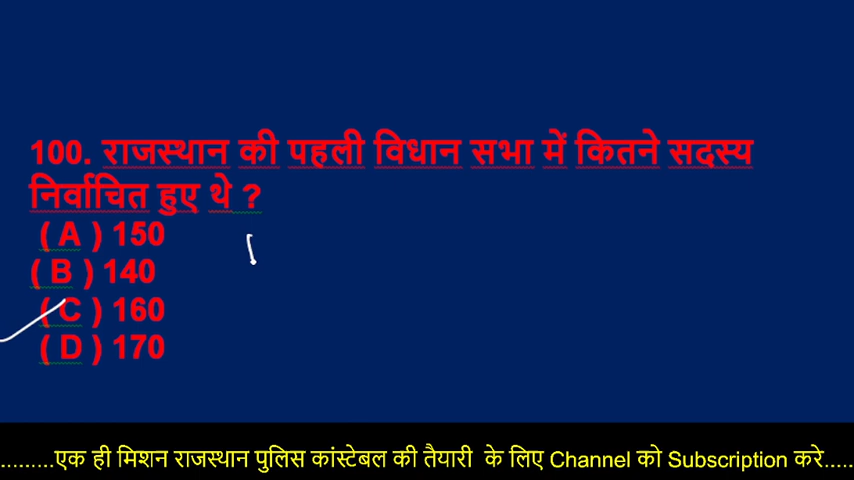 100. राजस्थान की पहली विधान सभा में कितने सदस्य
निर्वाचित हुए थे ?
( A ) 150
( B ) 140
( C ) 160
( D ) 170
.........एक ही मिशन राजस्थान पुलिस कांस्टेबल की तैयारी के लिए Channel को Subscription करे.....